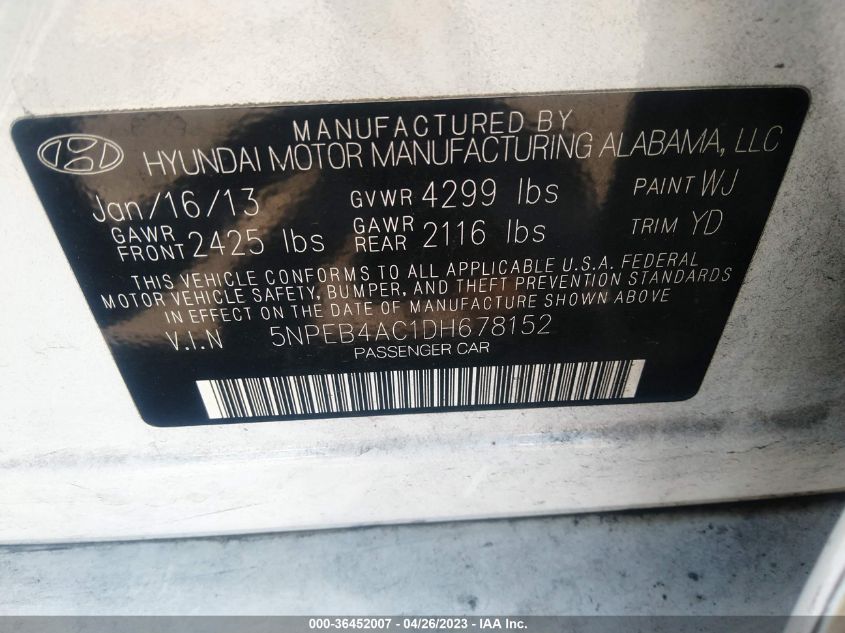 MANUFACTURED BY
HYUNDAI MOTOR MANUFACTURING ALABAMA, LLC
Jan/16/13 GVWR 4299 lbs PAINT WJ
GAWR FRONT 2425 lbs GAWR REAR 2116 lbs TRIM YD
THIS VEHICLE CONFORMS TO ALL APPLICABLE U.S.A. FEDERAL
MOTOR VEHICLE SAFETY, BUMPER, AND THEFT PREVENTION STANDARDS
IN EFFECT ON THE DATE OF MANUFACTURE SHOWN ABOVE
V.I.N 5NPEB4AC1DH678152
PASSENGER CAR
000-36452007 - 04/26/2023 - IAA Inc.